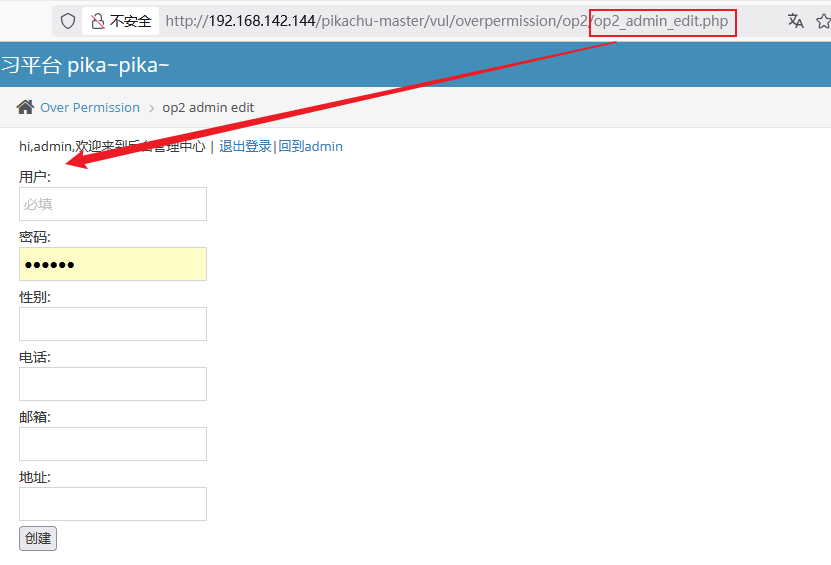 不安全 http://192.168.142.144/pikachu-master/vul/overpermission/op2/op2_admin_edit.php
习平台 pika~pika~
Over Permission > op2 admin edit
hi,admin,欢迎来到后台管理中心 | 退出登录|回到admin
用户:
必填
密码:
••••••
性别:
电话:
邮箱:
地址:
创建